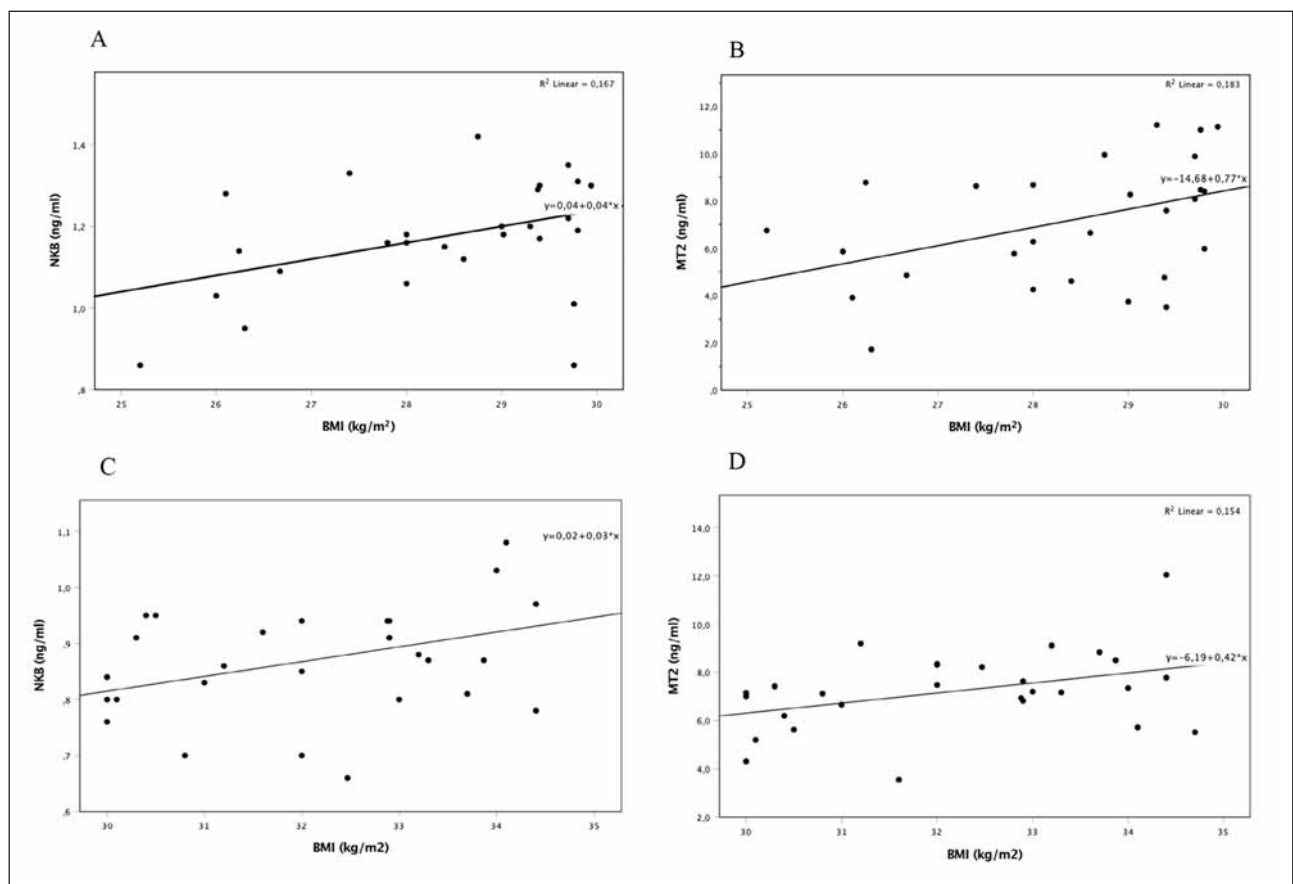 A
R² Linear = 0,167
NKB (ng/ml)
1,4
1,2
1,0
,8
y=0,04+0,04*x
25 26 27 28 29 30
BMI (kg/m²)
B
R² Linear = 0,183
MT2 (ng/ml)
12,0
10,0
8,0
6,0
4,0
2,0
,0
y=-14,68+0,77*x
25 26 27 28 29 30
BMI (kg/m²)
C
NKB (ng/ml)
1,1
1,0
,9
,8
,7
,6
y=0,02+0,03*x
30 31 32 33 34 35
BMI (kg/m2)
D
R² Linear = 0,154
MT2 (ng/ml)
14,0
12,0
10,0
8,0
6,0
4,0
2,0
y=-6,19+0,42*x
30 31 32 33 34 35
BMI (kg/m2)